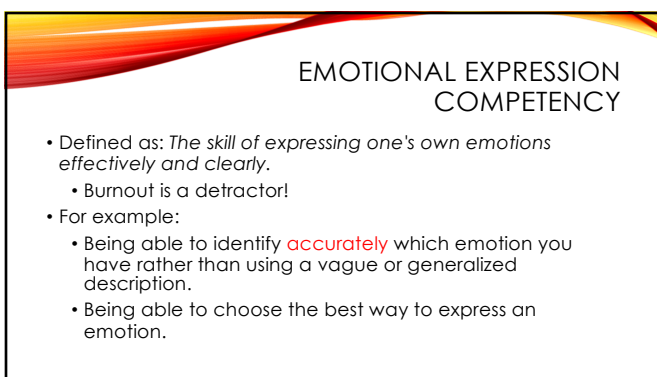 EMOTIONAL EXPRESSION
COMPETENCY
• Defined as: The skill of expressing one's own emotions
effectively and clearly.
• Burnout is a detractor!
• For example:
• Being able to identify accurately which emotion you
have rather than using a vague or generalized
description.
• Being able to choose the best way to express an
emotion.